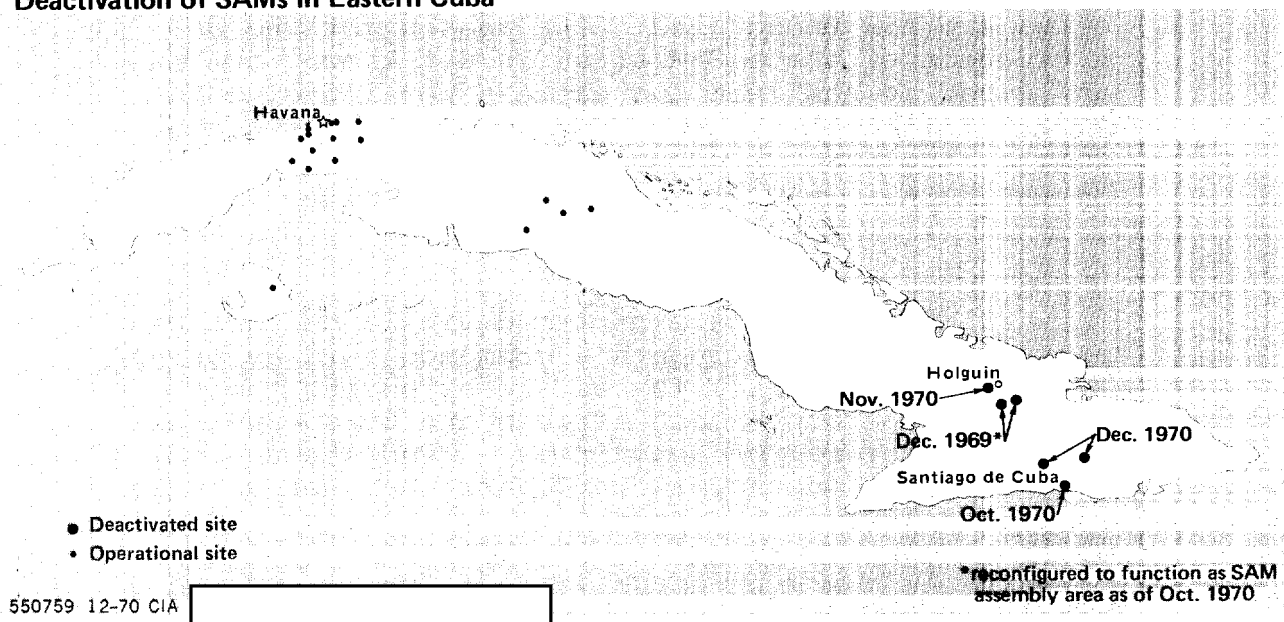 Deactivation of SAMs in Eastern Cuba
Havana
Holguin
Nov. 1970
Dec. 1969*
Dec. 1970
Santiago de Cuba
Oct. 1970
Deactivated site
Operational site
*reconfigured to function as SAM
assembly area as of Oct. 1970
550759 12-70 CIA